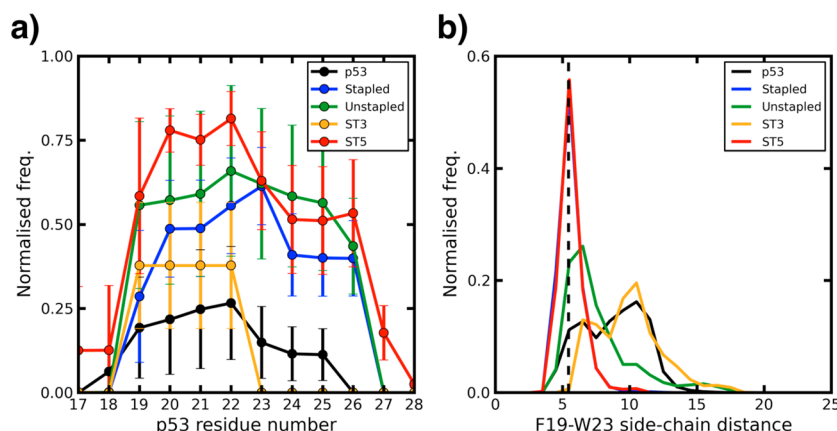 a)
Normalised freq.
1.00
0.75
0.50
0.25
0.00
p53
Stapled
Unstapled
ST3
ST5
17 18 19 20 21 22 23 24 25 26 27 28
p53 residue number
b)
Normalised freq.
0.6
0.4
0.2
0.0
p53
Stapled
Unstapled
ST3
ST5
0 5 10 15 20 25
F19-W23 side-chain distance